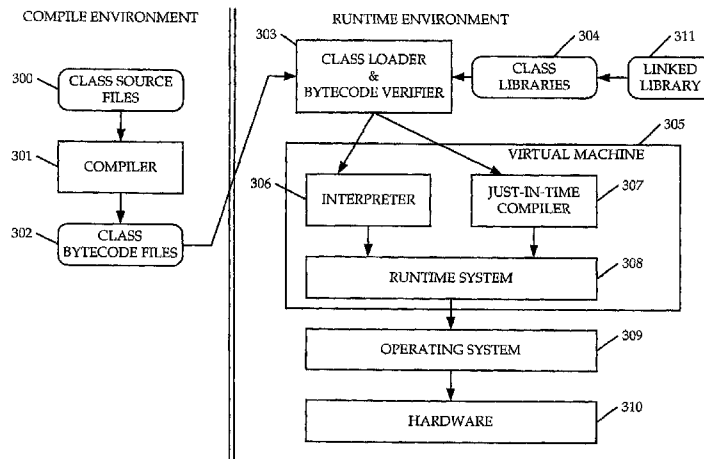 COMPILE ENVIRONMENT
300
CLASS SOURCE
FILES
301
COMPILER
302
CLASS
BYTECODE FILES
RUNTIME ENVIRONMENT
303
CLASS LOADER
&
BYTECODE VERIFIER
304
CLASS
LIBRARIES
311
LINKED
LIBRARY
305
VIRTUAL MACHINE
306
INTERPRETER
JUST-IN-TIME
COMPILER
307
RUNTIME SYSTEM
308
OPERATING SYSTEM
309
HARDWARE
310